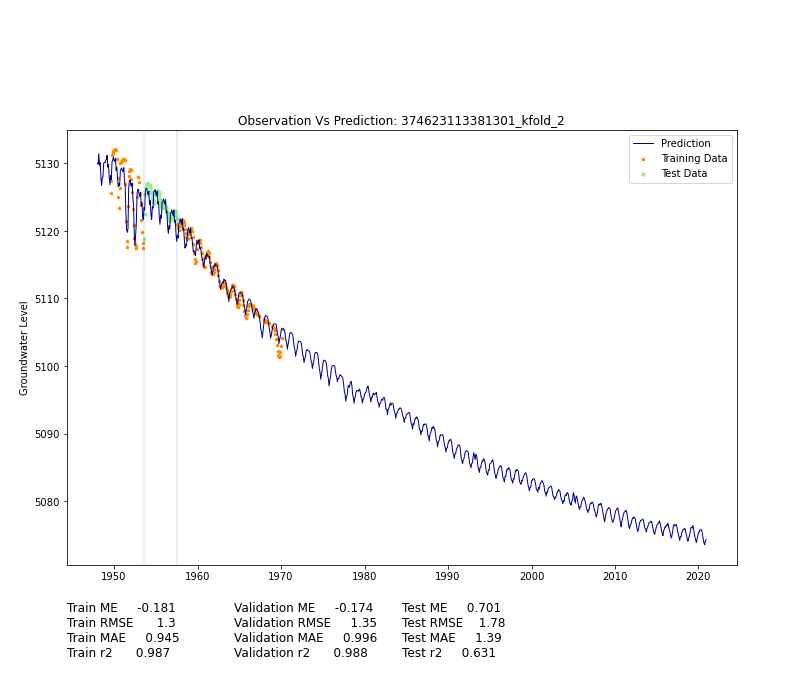 Observation Vs Prediction: 374623113381301_kfold_2
Prediction
Training Data
Test Data
5130
5120
5110
5100
5090
5080
Groundwater Level
1950 1960 1970 1980 1990 2000 2010 2020
Train ME -0.181 Validation ME -0.174 Test ME 0.701
Train RMSE 1.3 Validation RMSE 1.35 Test RMSE 1.78
Train MAE 0.945 Validation MAE 0.996 Test MAE 1.39
Train r2 0.987 Validation r2 0.988 Test r2 0.631